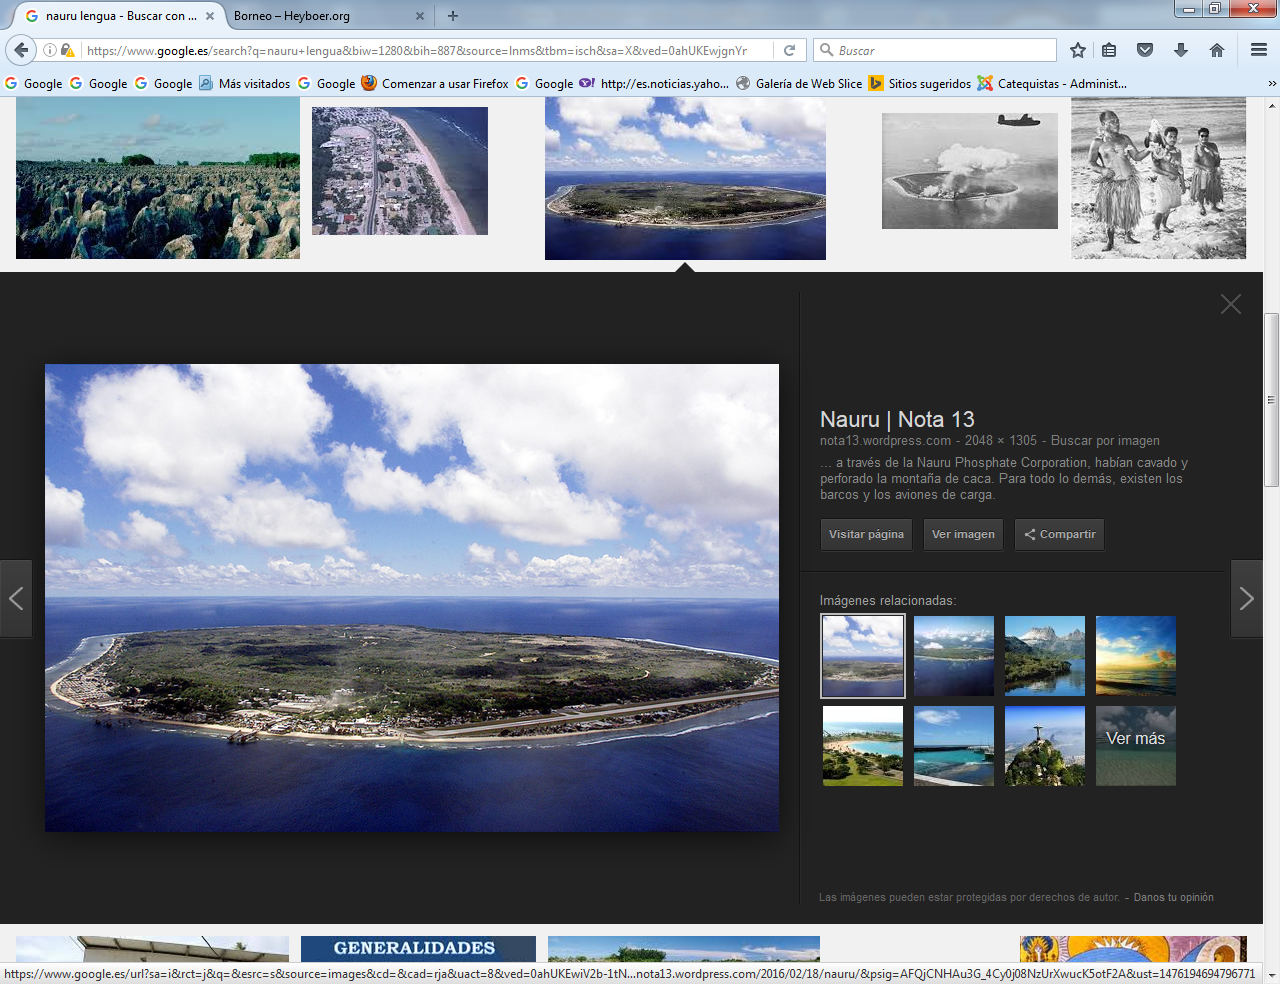 nauru lengua - Buscar con ...
Borneo – Heyboer.org
https://www.google.es/search?q=nauru+lengua&biw=1280&bih=887&source=lnms&tbm=isch&sa=X&ved=0ahUKEwjgnYr
Buscar
Google
Google
Google
Más visitados
Google
Comenzar a usar Firefox
Google
http://es.noticias.yaho...
Galería de Web Slice
Sitios sugeridos
Catequistas - Administ...
»
Nauru | Nota 13
nota13.wordpress.com - 2048 × 1305 - Buscar por imagen
... a través de la Nauru Phosphate Corporation, habían cavado y
perforado la montaña de caca. Para todo lo demás, existen los
barcos y los aviones de carga.
Visitar página
Ver imagen
Compartir
Imágenes relacionadas:
Ver más
Las imágenes pueden estar protegidas por derechos de autor. - Danos tu opinión
GENERALIDADES
https://www.google.es/url?sa=i&rct=j&q=&esrc=s&source=images&cd=&cad=rja&uact=8&ved=0ahUKEwiV2b-1tN...nota13.wordpress.com/2016/02/18/nauru/&psig=AFQjCNHAu3G_4Cy0j08NzUrXwucK5otF2A&ust=1476194694796771